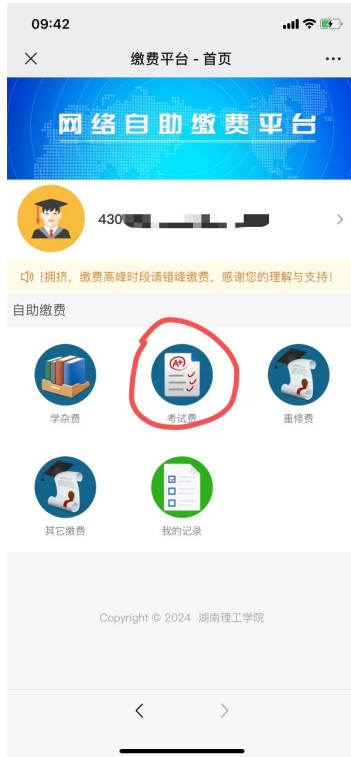 09:42
缴费平台 - 首页
网络自助缴费平台
430
拥挤，缴费高峰时段请错峰缴费，感谢您的理解与支持！
自助缴费
A+
学杂费
考试费
重修费
其它缴费
我的记录
Copyright © 2024 湖南理工学院